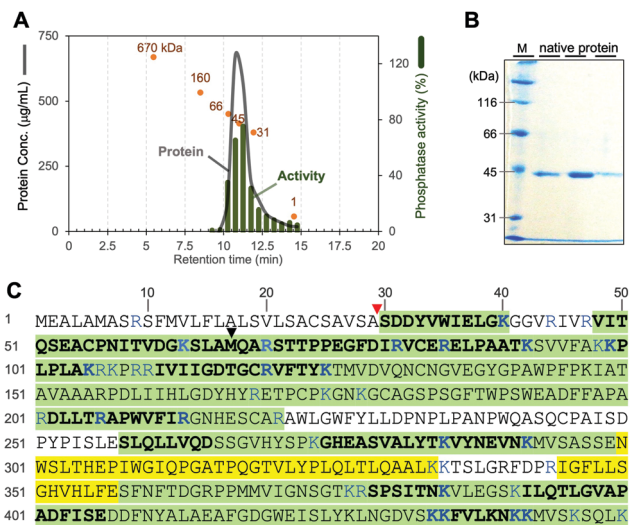 A
Protein Conc. (µg/mL)
Phosphatase activity (%)
750
500
250
0
120
80
40
0
670 kDa
160
66
45
31
1
Protein
Activity
0 2.5 5 7.5 10 12.5 15 17.5 20
Retention time (min)
B
M native protein
(kDa)
116
66
45
31
C
10 20 30 40 50
1 MEALAMASRSFMVLFLALSVLSACSAVSASDDYVWIELGKGGVRIVRVIT
51 QSEACPNITVDGKSLAMQARSTTPPEGFDIRVCERELPAATKSVVFAKKP
101 LPLAKRKPRRIVIIGDTGCRVFTYKTMVDVQNCNGVEGYGPAWPFPKIAT
151 AVAAARPDLIIHLGDYHYRETPCPKGNKGCAGSPSGFTWPSWEADFFAPA
201 RDLLTRAPWVFIRGNHESCARAWLGWFYLLDPNPLPANPWQASQCPAISD
251 PYPISLESLQLLVQDSSGVHYSPKGHEASVALYTKVYNEVNKMVSASSEN
301 WSLTHEPIWGIQPGATPQGTVLYPLQLTLQAALKKTSLGRFDPRIGFLLS
351 GHVHLFESFNFTDGRPPMVVVGNSGTKRSPSITNKVLEGSKILQTLGVAP
401 ADFISEDDFNYALAEAFGDGWEISLYKLNGDVSKKFVLKNKKMVKSQLK